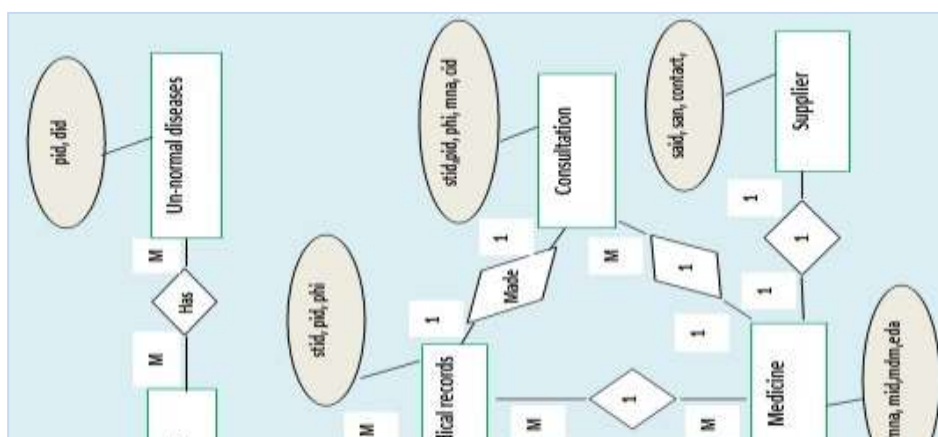 pid, did
M
M
Has
Un-normal diseases
stid, pid, phi
M
1
lical records
stid,pid, phi, mna, cid
1
Made
M
Consultation
M
1
said, san, contact,
1
1
M
1
1
Medicine
Supplier
1
mna, mid,mdm,eda